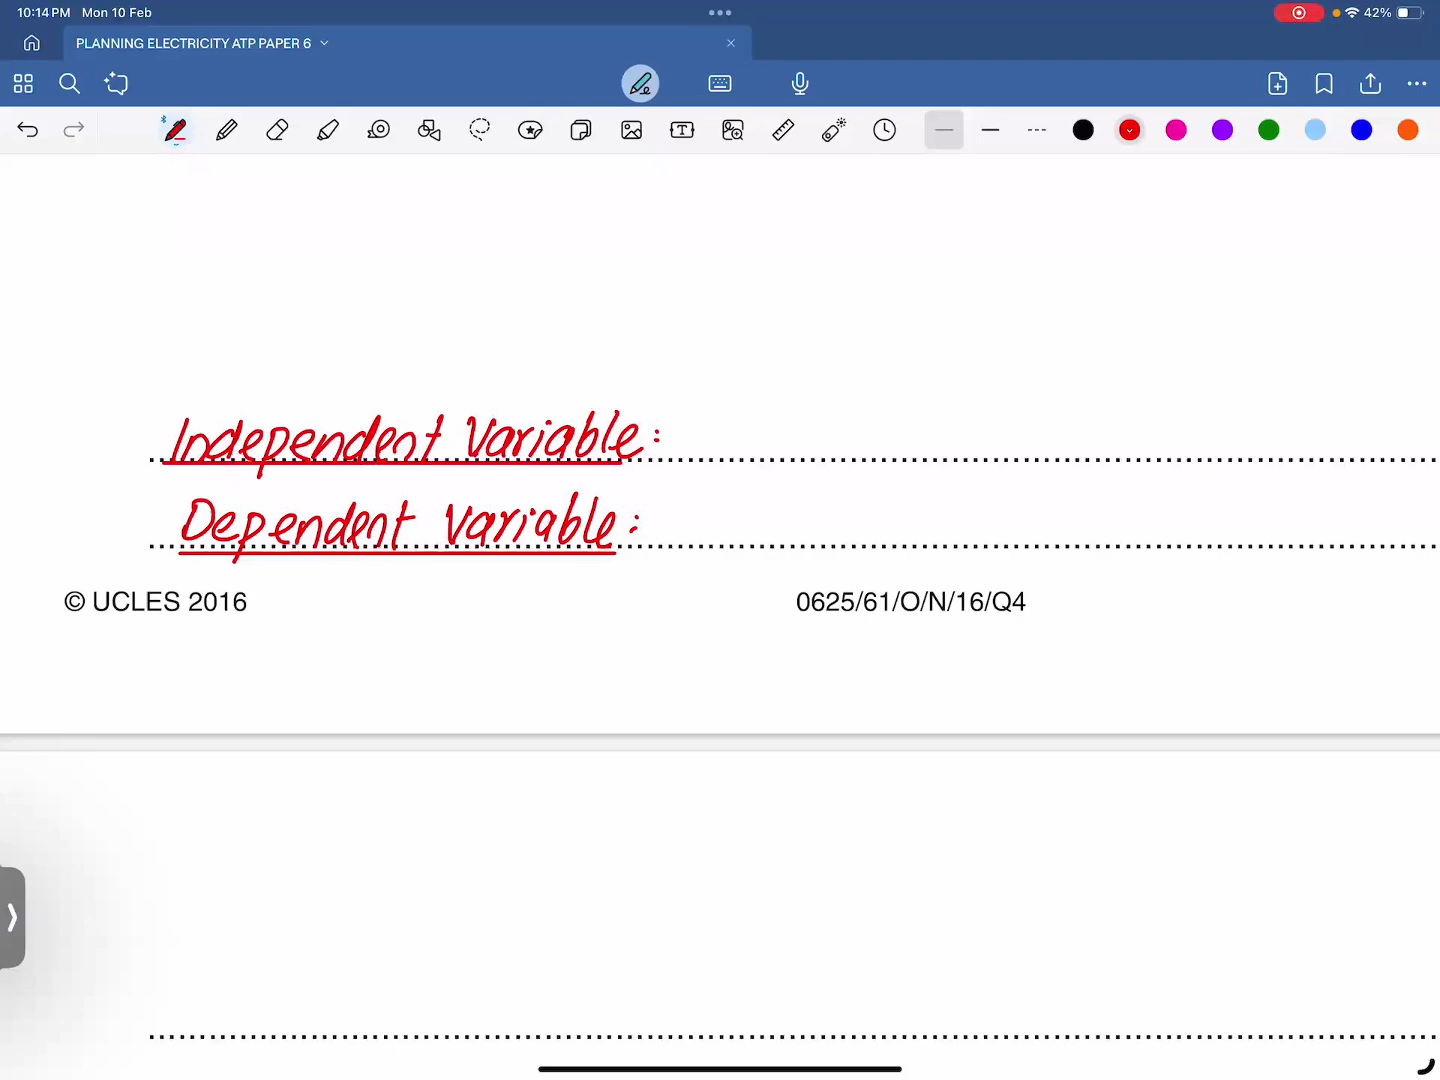 10:14 PM Mon 10 Feb
42%
PLANNING ELECTRICITY ATP PAPER 6
Independent Variable:
Dependent Variable:
© UCLES 2016 0625/61/O/N/16/Q4